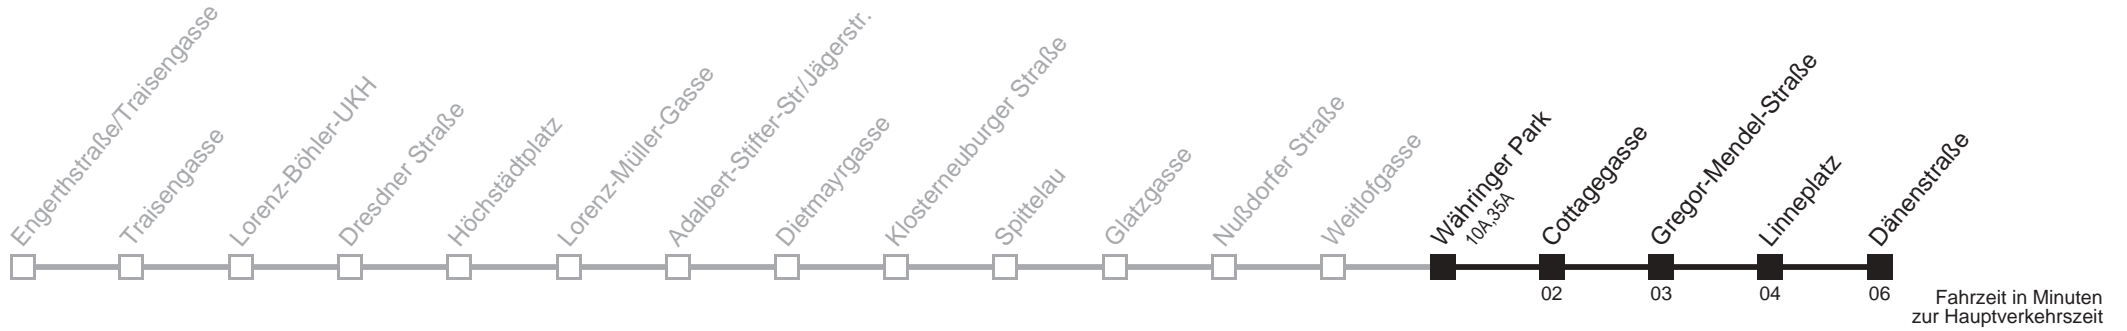 Engerthstraße/Traisengasse
Traisengasse
Lorenz-Böhler-UKH
Dresdner Straße
Höchstädtplatz
Lorenz-Müller-Gasse
Adalbert-Stifter-Str/Jägerstr.
Dietmayrgasse
Klosterneuburger Straße
Spittelau
Glatzgasse
Nußdorfer Straße
Weitlofgasse
Währinger Park
10A,35A
Cottagegasse
Gregor-Mendel-Straße
Linneplatz
Dänenstraße
02
03
04
06
Fahrzeit in Minuten
zur Hauptverkehrszeit